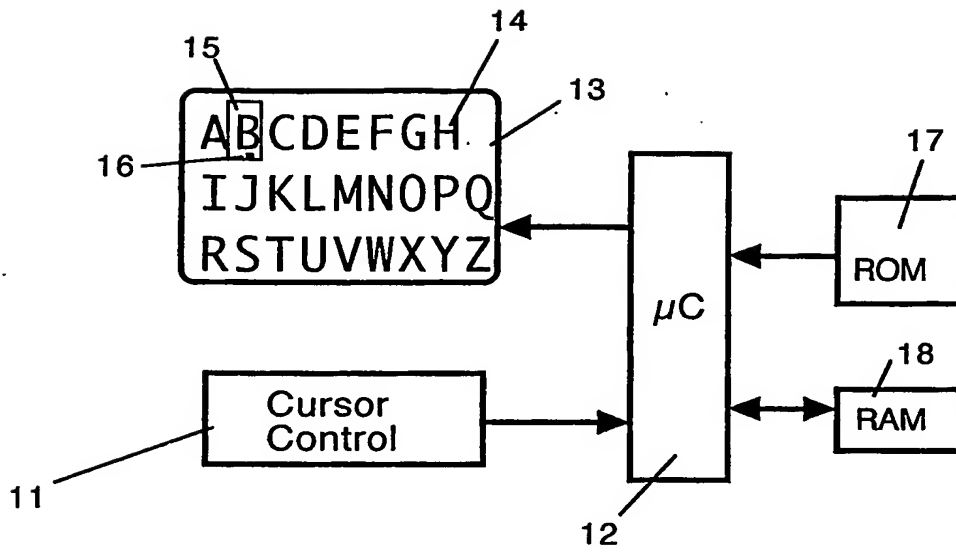 14
15
13
ABCDEFGH
16
17
IJKLMNOPQ
RSTUVWXYZ
ROM
µC
18
Cursor
Control
RAM
11
12